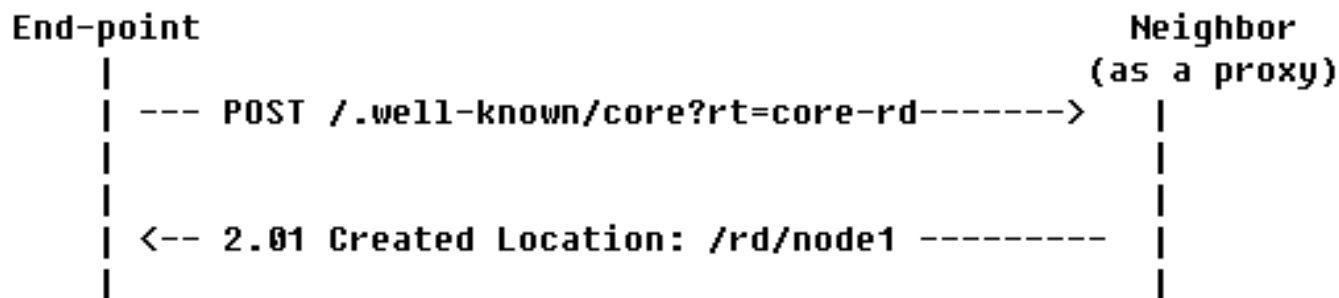 End-point Neighbor
(as a proxy)
--- POST /.well-known/core?rt=core-rd------->
<-- 2.01 Created Location: /rd/node1 ---------